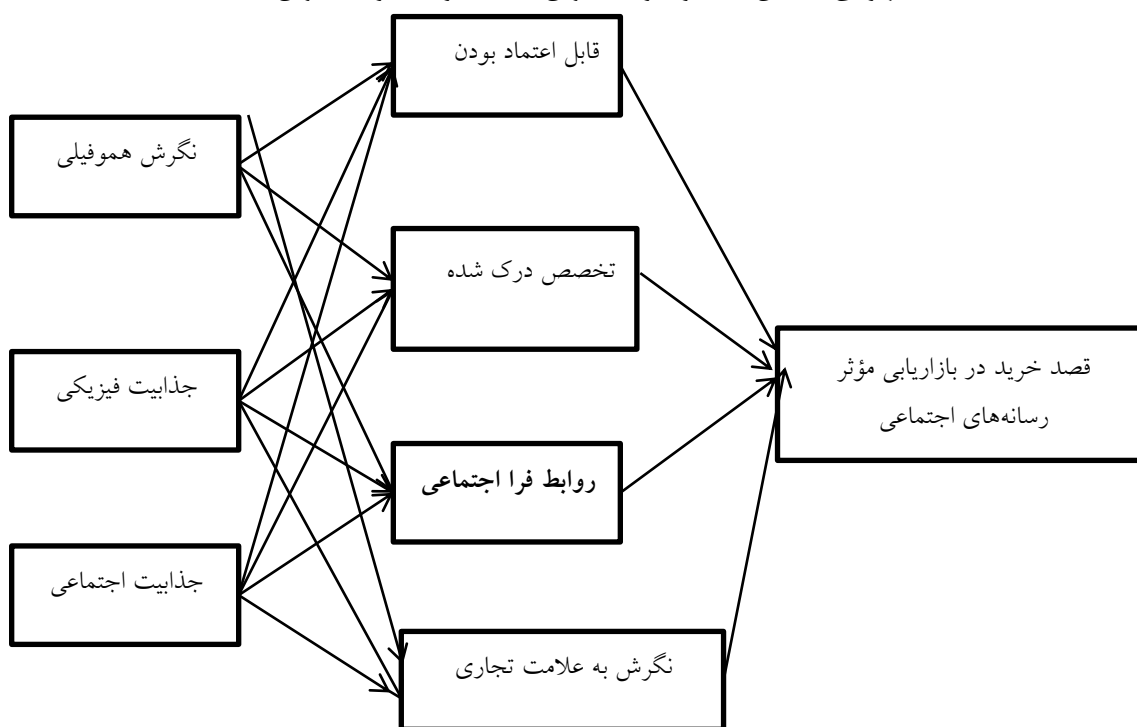 قابل اعتماد بودن
نگرش هموفیلی
تخصص درک شده
جذابیت فیزیکی
قصد خرید در بازاریابی مؤثر
رسانه‌های اجتماعی
روابط فرا اجتماعی
جذابیت اجتماعی
نگرش به علامت تجاری